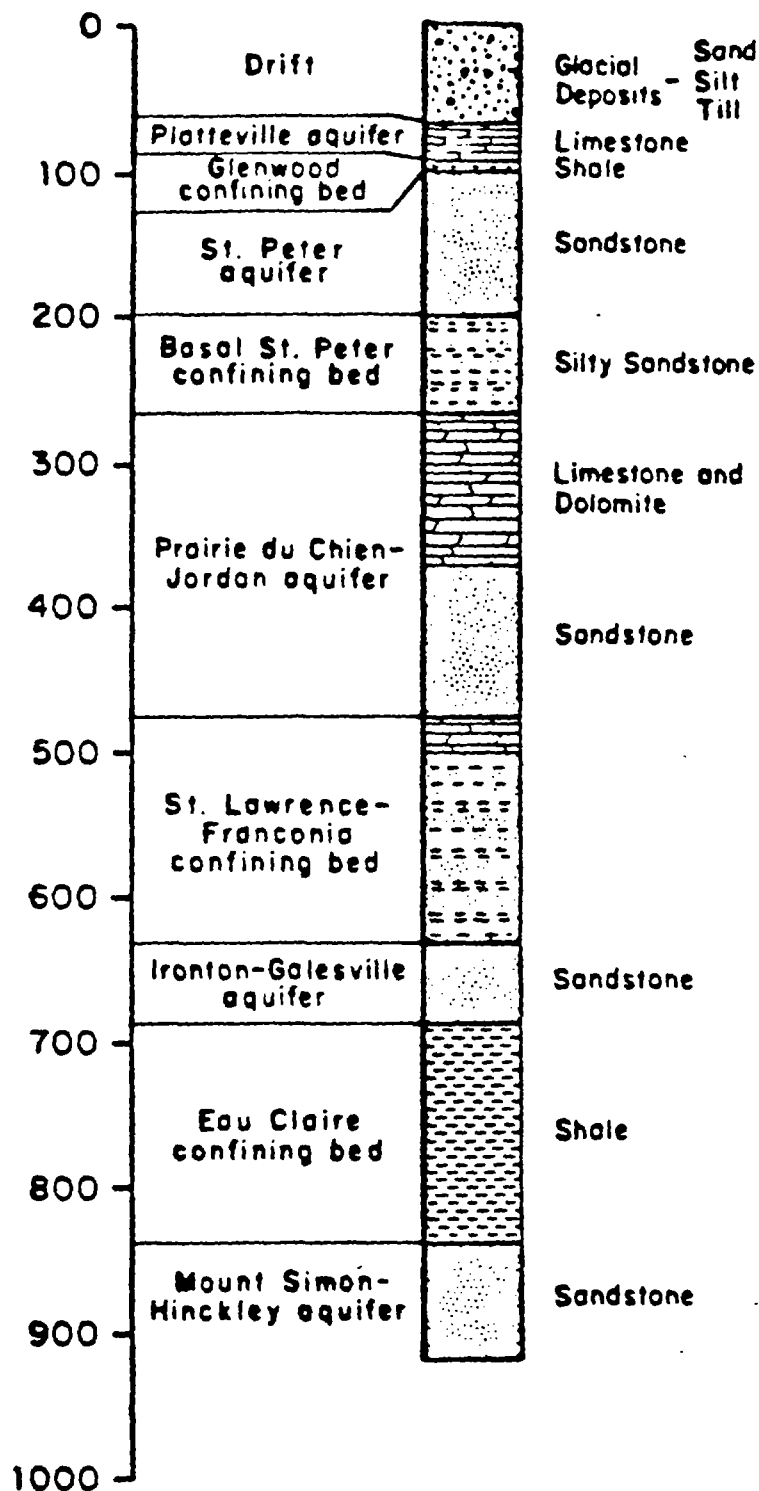 0
Drift
Glacial Deposits - Sand
Silt
Till
Platteville aquifer
Limestone
Glenwood
confining bed
Shale
100
St. Peter
aquifer
Sandstone
200
Basal St. Peter
confining bed
Silty Sandstone
300
Limestone and
Dolomite
Prairie du Chien-
Jordan aquifer
400
Sandstone
500
St. Lawrence-
Franconia
confining bed
600
Ironton-Galesville
aquifer
Sandstone
700
Eau Claire
confining bed
Shale
800
Mount Simon-
Hinckley aquifer
Sandstone
900
1000